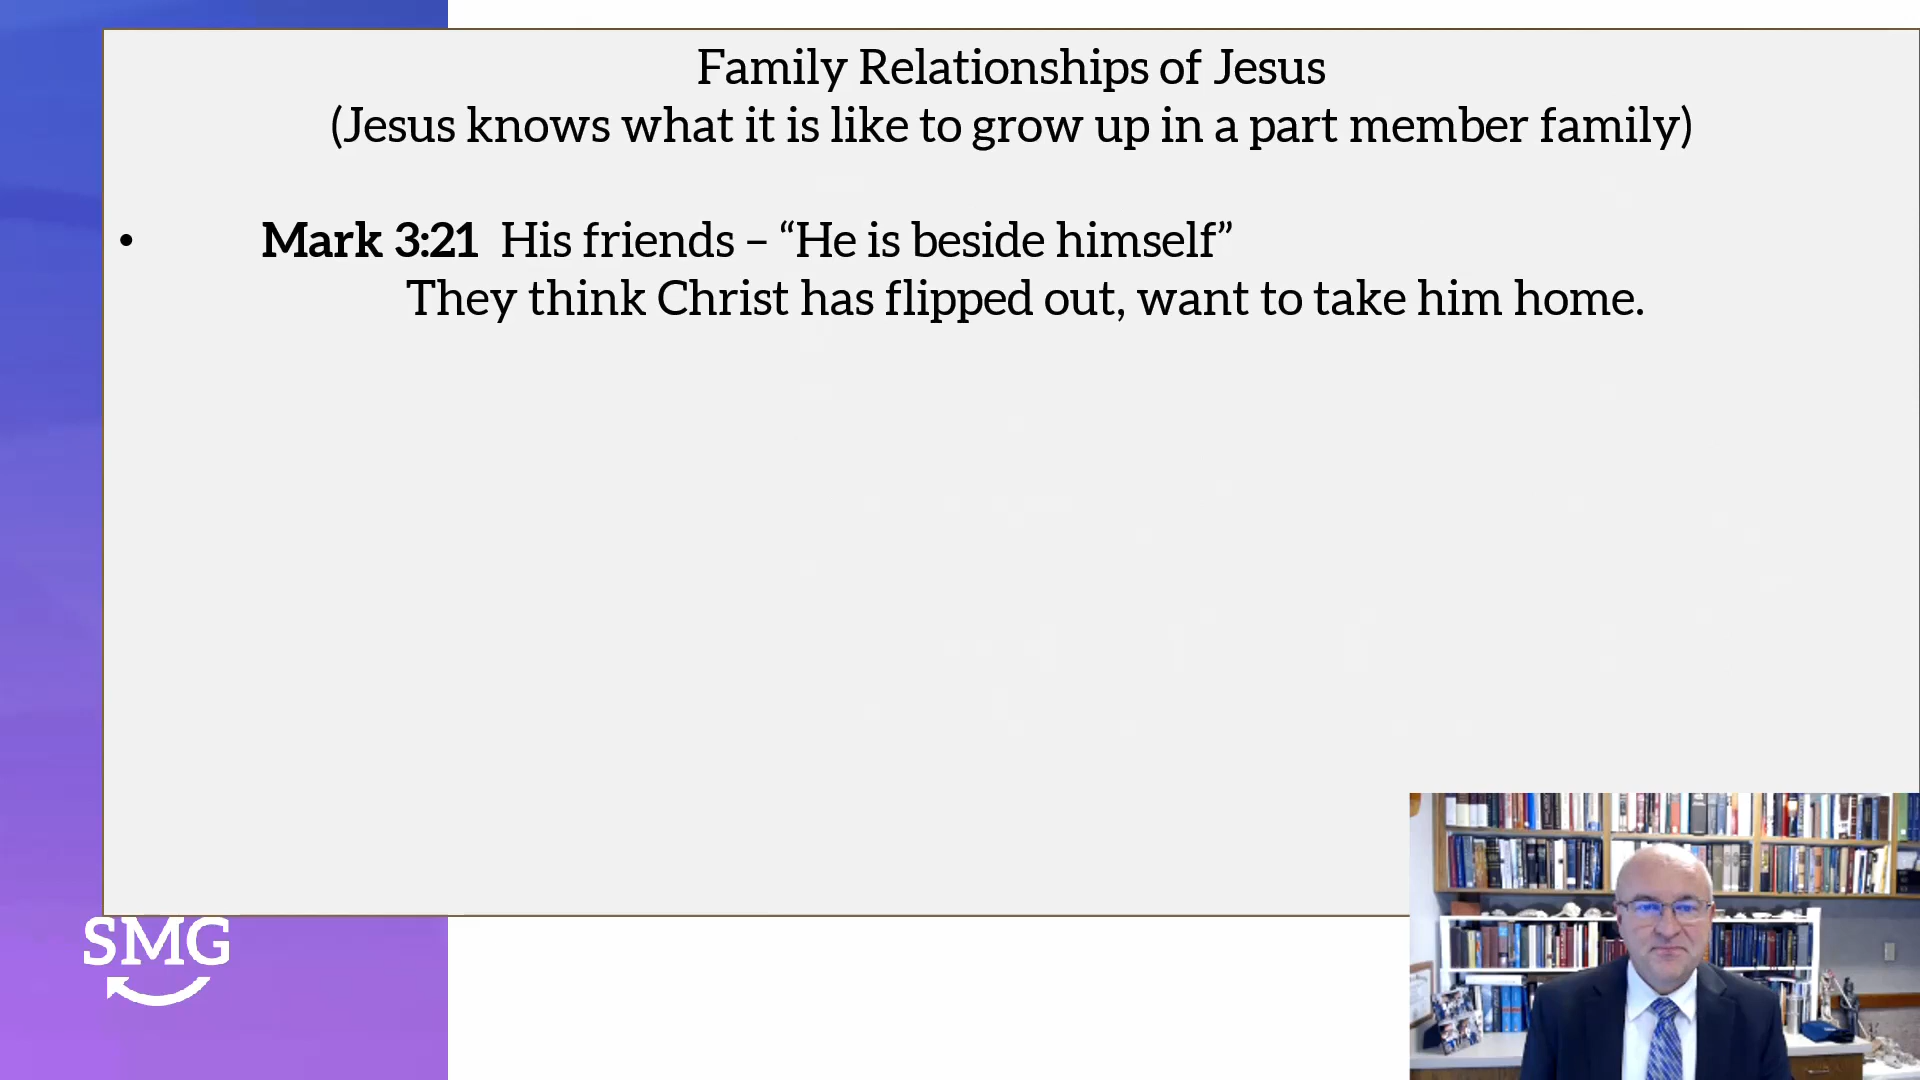 Family Relationships of Jesus
(Jesus knows what it is like to grow up in a part member family)
• Mark 3:21 His friends – “He is beside himself”
They think Christ has flipped out, want to take him home.
SMG